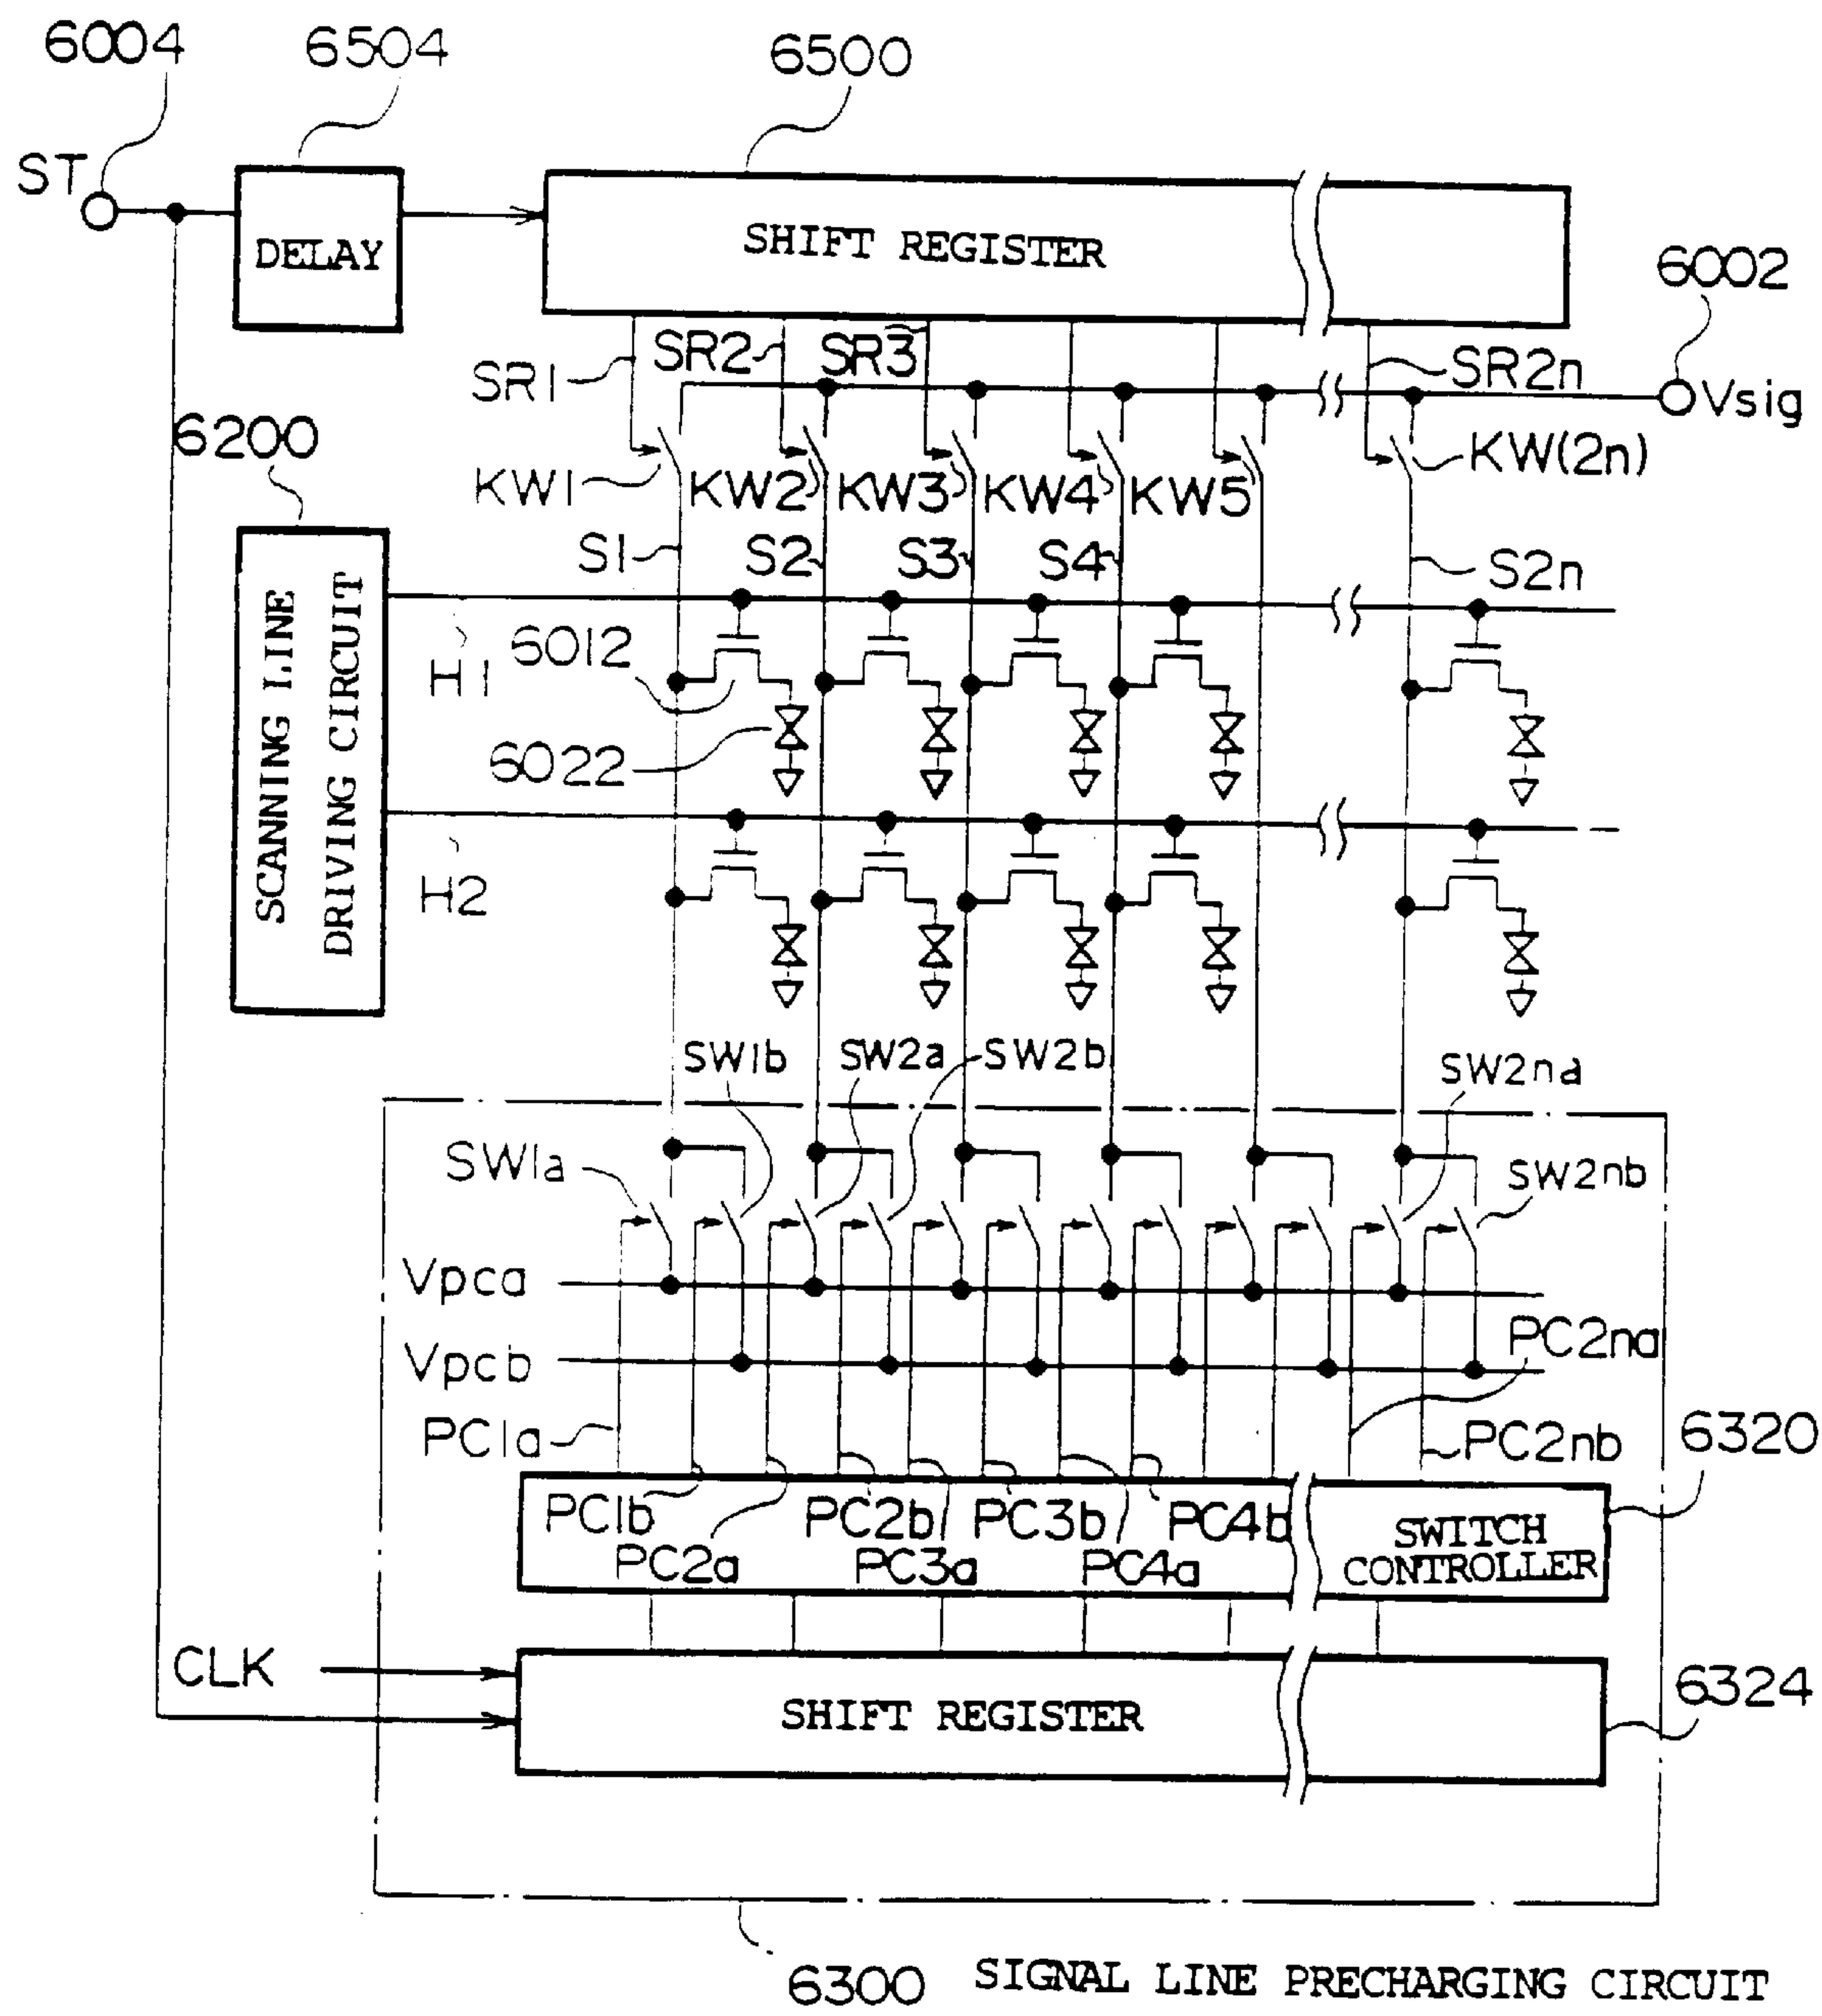 6004
6504
6500
ST
DELAY
SHIFT REGISTER
6002
SR1
SR2
SR3
SR2n
Vsig
6200
KW1
KW2
KW3
KW4
KW5
KW(2n)
S1
S2
S3
S4
S2n
SCANNING LINE
DRIVING CIRCUIT
H1
6012
6022
H2
SW1b
SW2a
SW2b
SW2na
SW1a
SW2nb
Vpca
Vpcb
PC2na
PC1a
PC2nb
6320
PC1b
PC2b
PC3b
PC4b
PC2a
PC3a
PC4a
SWITCH
CONTROLLER
CLK
SHIFT REGISTER
6324
6300 SIGNAL LINE PRECHARGING CIRCUIT